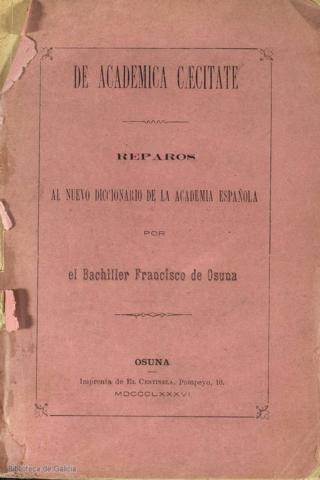 DE ACADEMICA CÆCITATE
REPAROS
AL NUEVO DICCIONARIO DE LA ACADEMIA ESPAÑOLA
POR
el Bachiller Francisco de Osuna
OSUNA
Imprenta de EL CENTINELA, Pompeyo, 10.
MDCCCLXXXVI
Biblioteca de Galicia